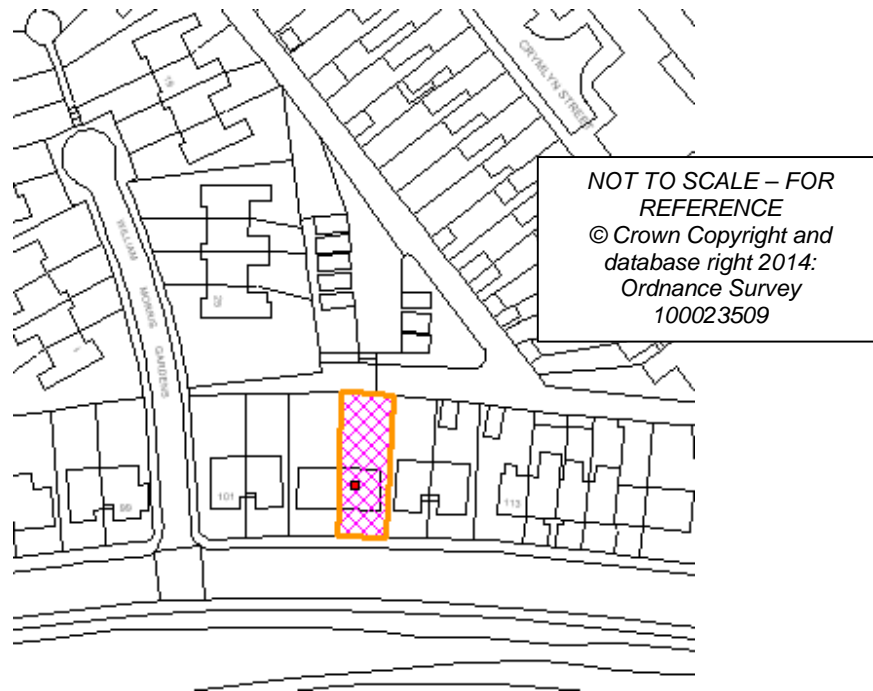 CRYMLYN STREET
19
NOT TO SCALE – FOR
REFERENCE
© Crown Copyright and
database right 2014:
Ordnance Survey
100023509
WILLIAM MORRIS GARDENS
25
1
99
101
113